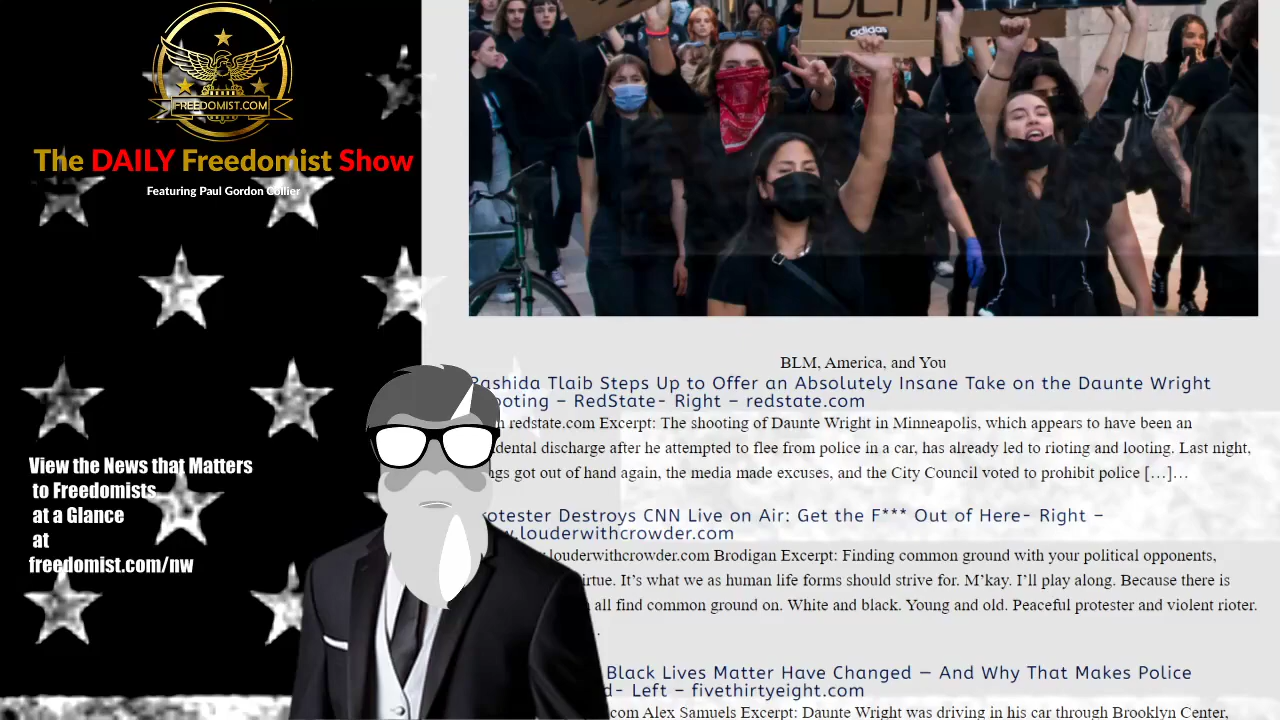 BLM
adidas
FREEDOMIST.COM
The DAILY Freedomist Show
Featuring Paul Gordon Collier
View the News that Matters
to Freedomists
at a Glance
at
freedomist.com/nw
BLM, America, and You
Rashida Tlaib Steps Up to Offer an Absolutely Insane Take on the Daunte Wright
ooting – RedState- Right – redstate.com
redstate.com Excerpt: The shooting of Daunte Wright in Minneapolis, which appears to have been an
dental discharge after he attempted to flee from police in a car, has already led to rioting and looting. Last night,
ngs got out of hand again, the media made excuses, and the City Council voted to prohibit police […]…
rotester Destroys CNN Live on Air: Get the F*** Out of Here- Right –
.louderwithcrowder.com
louderwithcrowder.com Brodigan Excerpt: Finding common ground with your political opponents,
irtue. It’s what we as human life forms should strive for. M’kay. I’ll play along. Because there is
all find common ground on. White and black. Young and old. Peaceful protester and violent rioter.
Black Lives Matter Have Changed — And Why That Makes Police
d- Left – fivethirtyeight.com
com Alex Samuels Excerpt: Daunte Wright was driving in his car through Brooklyn Center,